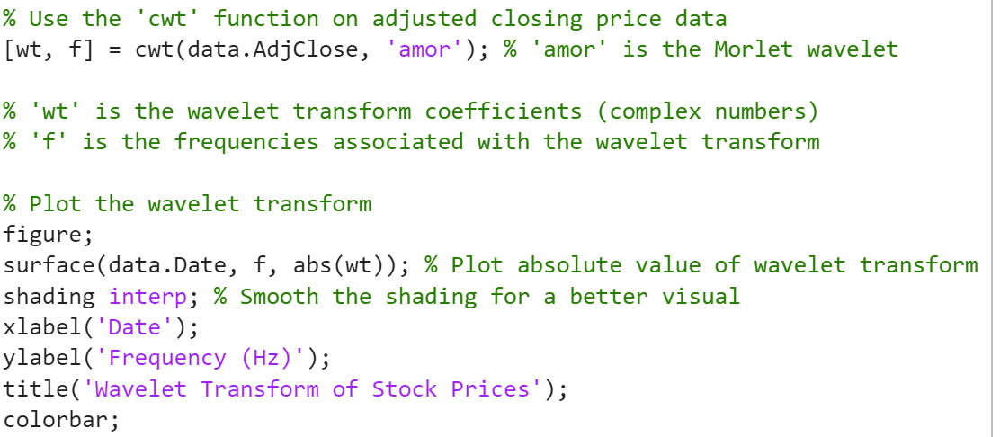 % Use the 'cwt' function on adjusted closing price data
[wt, f] = cwt(data.AdjClose, 'amor'); % 'amor' is the Morlet wavelet
% 'wt' is the wavelet transform coefficients (complex numbers)
% 'f' is the frequencies associated with the wavelet transform
% Plot the wavelet transform
figure;
surface(data.Date, f, abs(wt)); % Plot absolute value of wavelet transform
shading interp; % Smooth the shading for a better visual
xlabel('Date');
ylabel('Frequency (Hz)');
title('Wavelet Transform of Stock Prices');
colorbar;